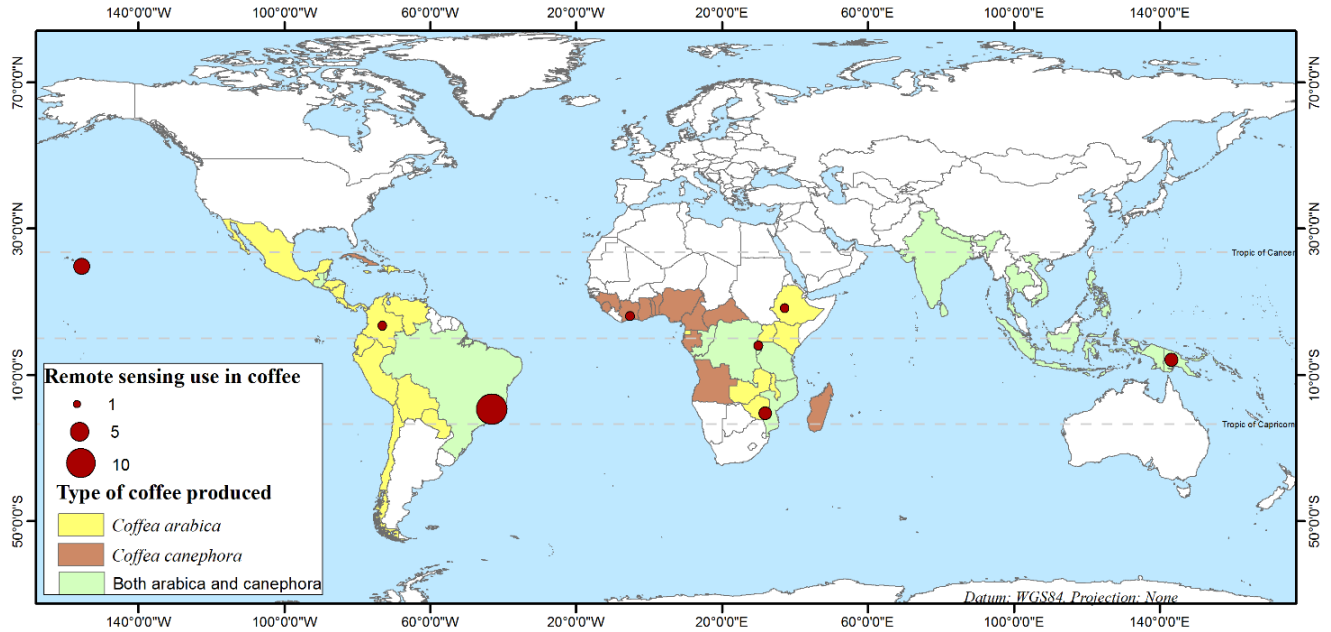 140°0'0"W 100°0'0"W 60°0'0"W 20°0'0"W 20°0'0"E 60°0'0"E 100°0'0"E 140°0'0"E
70°0'0"N
70°0'0"N
30°0'0"N
30°0'0"N
Tropic of Cancer
10°0'0"S
10°0'0"S
Remote sensing use in coffee
1
5
10
Tropic of Capricorn
Type of coffee produced
Coffea arabica
Coffea canephora
Both arabica and canephora
50°0'0"S
50°0'0"S
Datum: WGS84, Projection: None
140°0'0"W 100°0'0"W 60°0'0"W 20°0'0"W 20°0'0"E 60°0'0"E 100°0'0"E 140°0'0"E